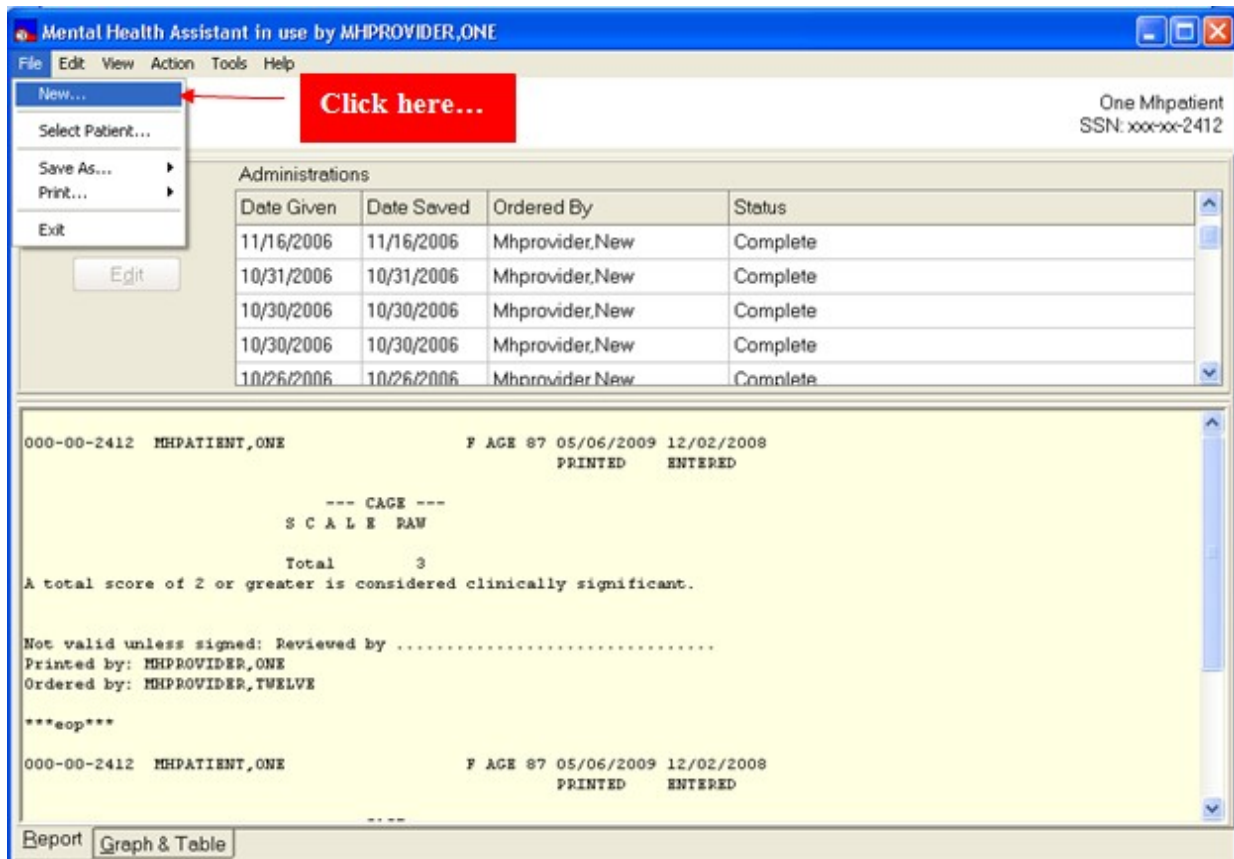 Mental Health Assistant in use by MHPROVIDER,ONE
File Edit View Action Tools Help
New...
Click here...
One Mhpatient
SSN: xxx-xx-2412
Select Patient...
Save As...
Print...
Exit
Edit
Administrations
Date Given Date Saved Ordered By Status
11/16/2006 11/16/2006 Mhprovider,New Complete
10/31/2006 10/31/2006 Mhprovider,New Complete
10/30/2006 10/30/2006 Mhprovider,New Complete
10/30/2006 10/30/2006 Mhprovider,New Complete
10/26/2006 10/26/2006 Mhprovider,New Complete
000-00-2412 MHPATIENT,ONE F AGE 87 05/06/2009 12/02/2008
PRINTED ENTERED
--- CAGE ---
S C A L E RAW
Total 3
A total score of 2 or greater is considered clinically significant.
Not valid unless signed: Reviewed by ................................
Printed by: MHPROVIDER,ONE
Ordered by: MHPROVIDER,TWELVE
***eop***
000-00-2412 MHPATIENT,ONE F AGE 87 05/06/2009 12/02/2008
PRINTED ENTERED
Report Graph & Table